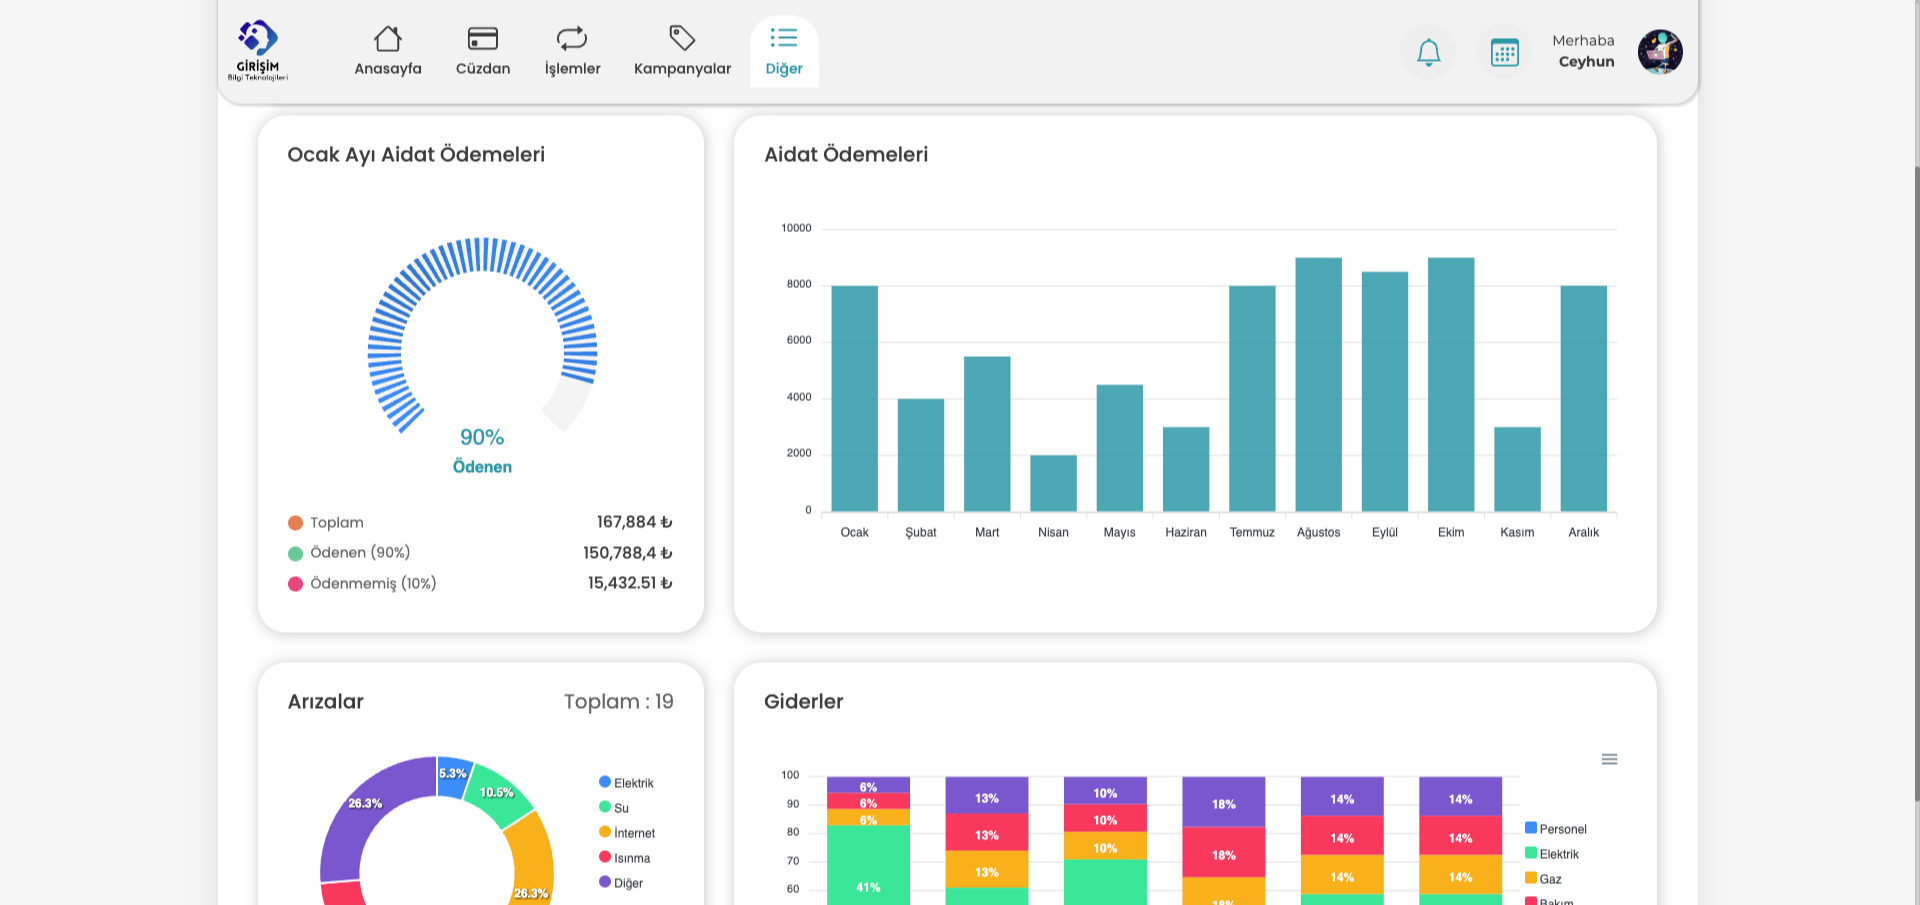 GİRİŞİM
Bilgi Teknolojileri
Anasayfa
Cüzdan
İşlemler
Kampanyalar
Diğer
Merhaba
Ceyhun
Ocak Ayı Aidat Ödemeleri
90%
Ödenen
Toplam 167,884 ₺
Ödenen (90%) 150,788,4 ₺
Ödenmemiş (10%) 15,432.51 ₺
Aidat Ödemeleri
10000
8000
6000
4000
2000
0
Ocak Şubat Mart Nisan Mayıs Haziran Temmuz Ağustos Eylül Ekim Kasım Aralık
Arızalar Toplam : 19
5.3%
10.5%
26.3%
26.3%
Elektrik
Su
İnternet
Isınma
Diğer
Giderler
100
90
80
70
60
6%
6%
6%
41%
13%
13%
13%
10%
10%
10%
18%
18%
18%
14%
14%
14%
14%
14%
14%
Personel
Elektrik
Gaz
Bakım